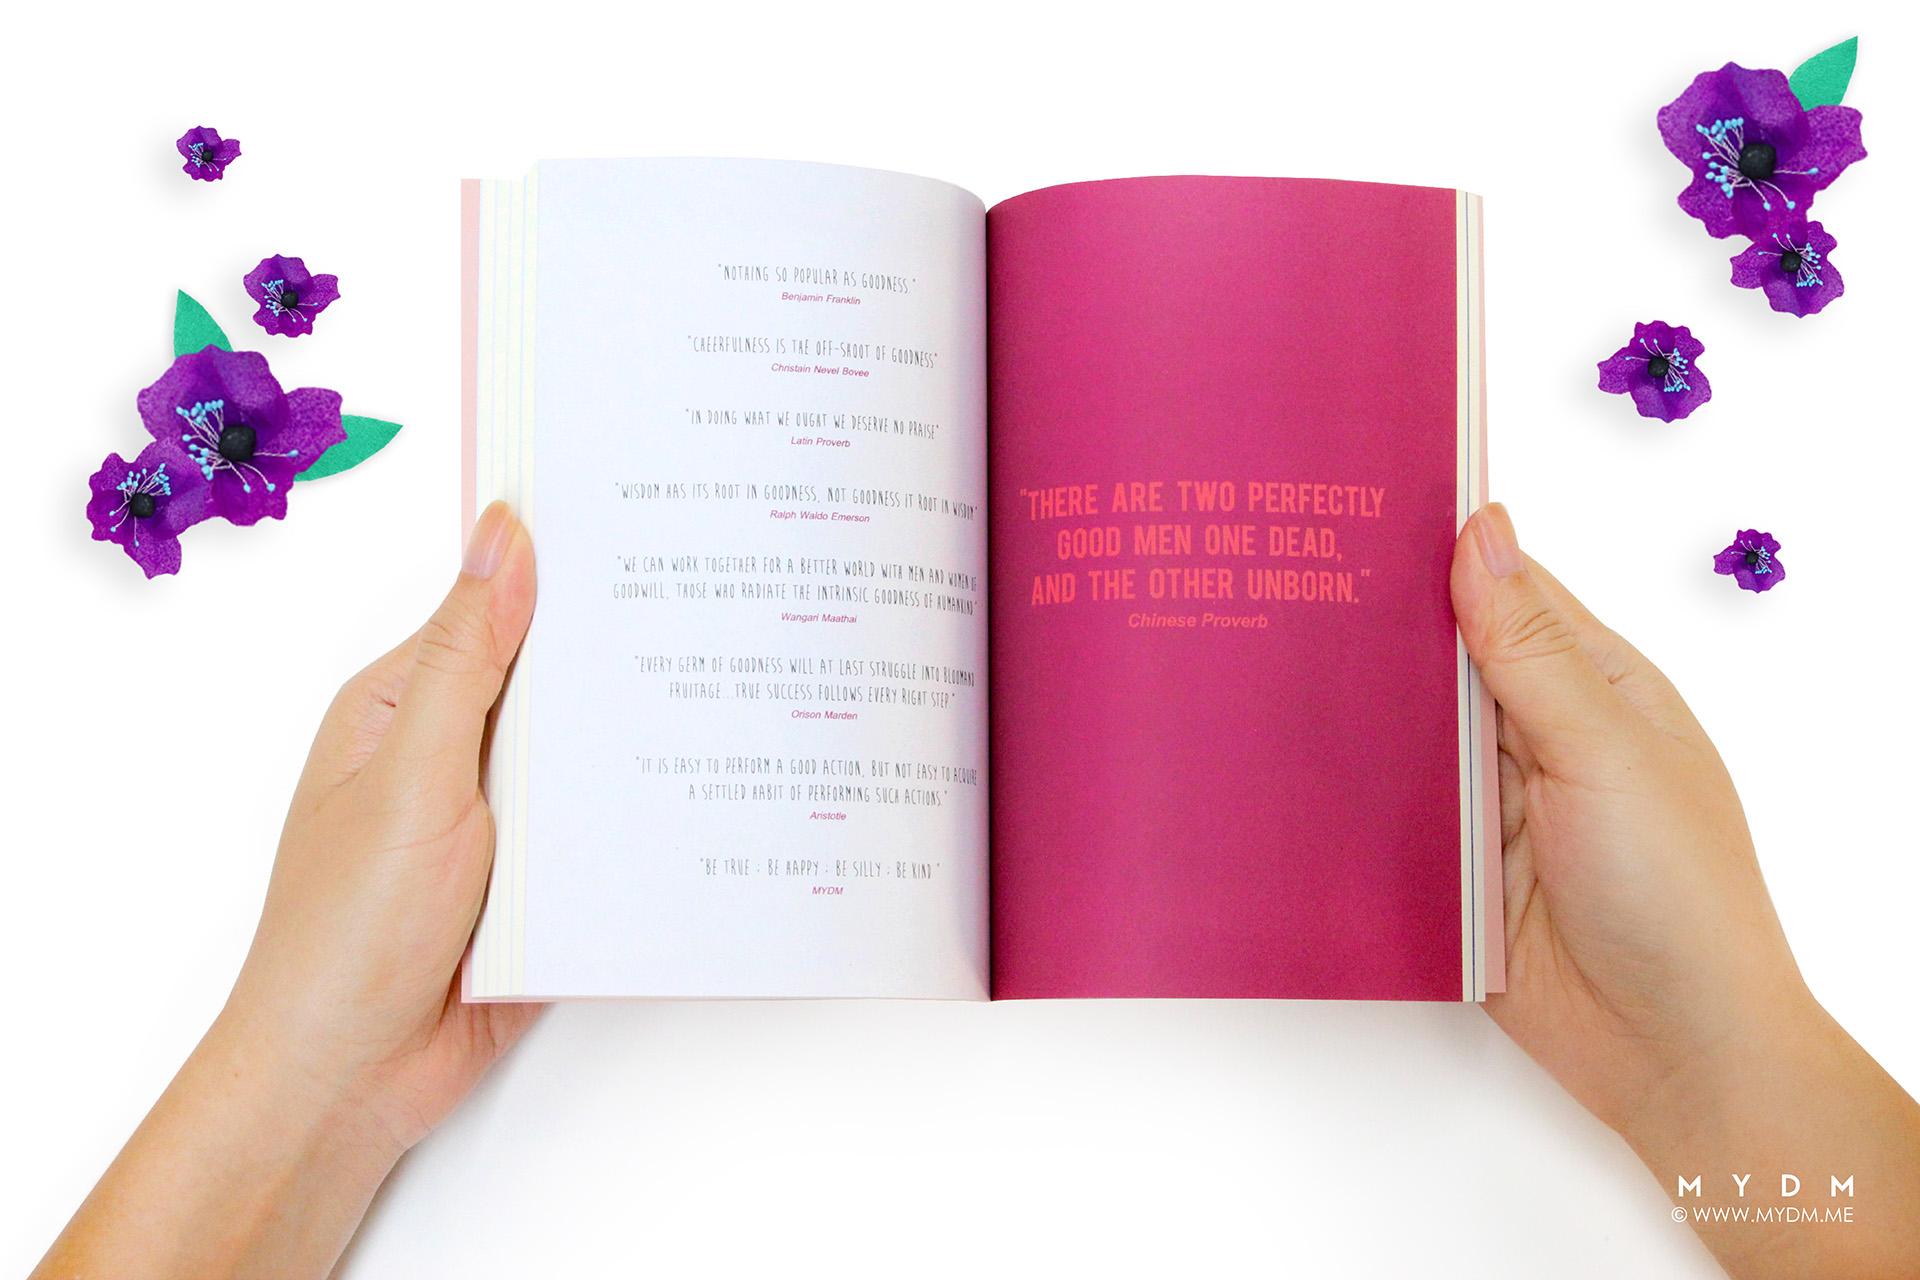 "NOTHING SO POPULAR AS GOODNESS."
Benjamin Franklin
"CHEERFULNESS IS THE OFF-SHOOT OF GOODNESS"
Christain Nevel Bovee
"IN DOING WHAT WE OUGHT WE DESERVE NO PRAISE"
Latin Proverb
"WISDOM HAS ITS ROOT IN GOODNESS, NOT GOODNESS IT ROOT IN WISDOM."
Ralph Waldo Emerson
"WE CAN WORK TOGETHER FOR A BETTER WORLD WITH MEN AND WOMEN OF
GOODWILL, THOSE WHO RADIATE THE INTRINSIC GOODNESS OF HUMANKIND"
Wangari Maathai
"EVERY GERM OF GOODNESS WILL AT LAST STRUGGLE INTO BLOOMAND
FRUITAGE...TRUE SUCCESS FOLLOWS EVERY RIGHT STEP."
Orison Marden
"IT IS EASY TO PERFORM A GOOD ACTION, BUT NOT EASY TO ACQUIRE
A SETTLED HABIT OF PERFORMING SUCH ACTIONS."
Aristotle
"BE TRUE ; BE HAPPY ; BE SILLY ; BE KIND "
MYDM
"THERE ARE TWO PERFECTLY
GOOD MEN ONE DEAD,
AND THE OTHER UNBORN."
Chinese Proverb
MYDM
© WWW.MYDM.ME